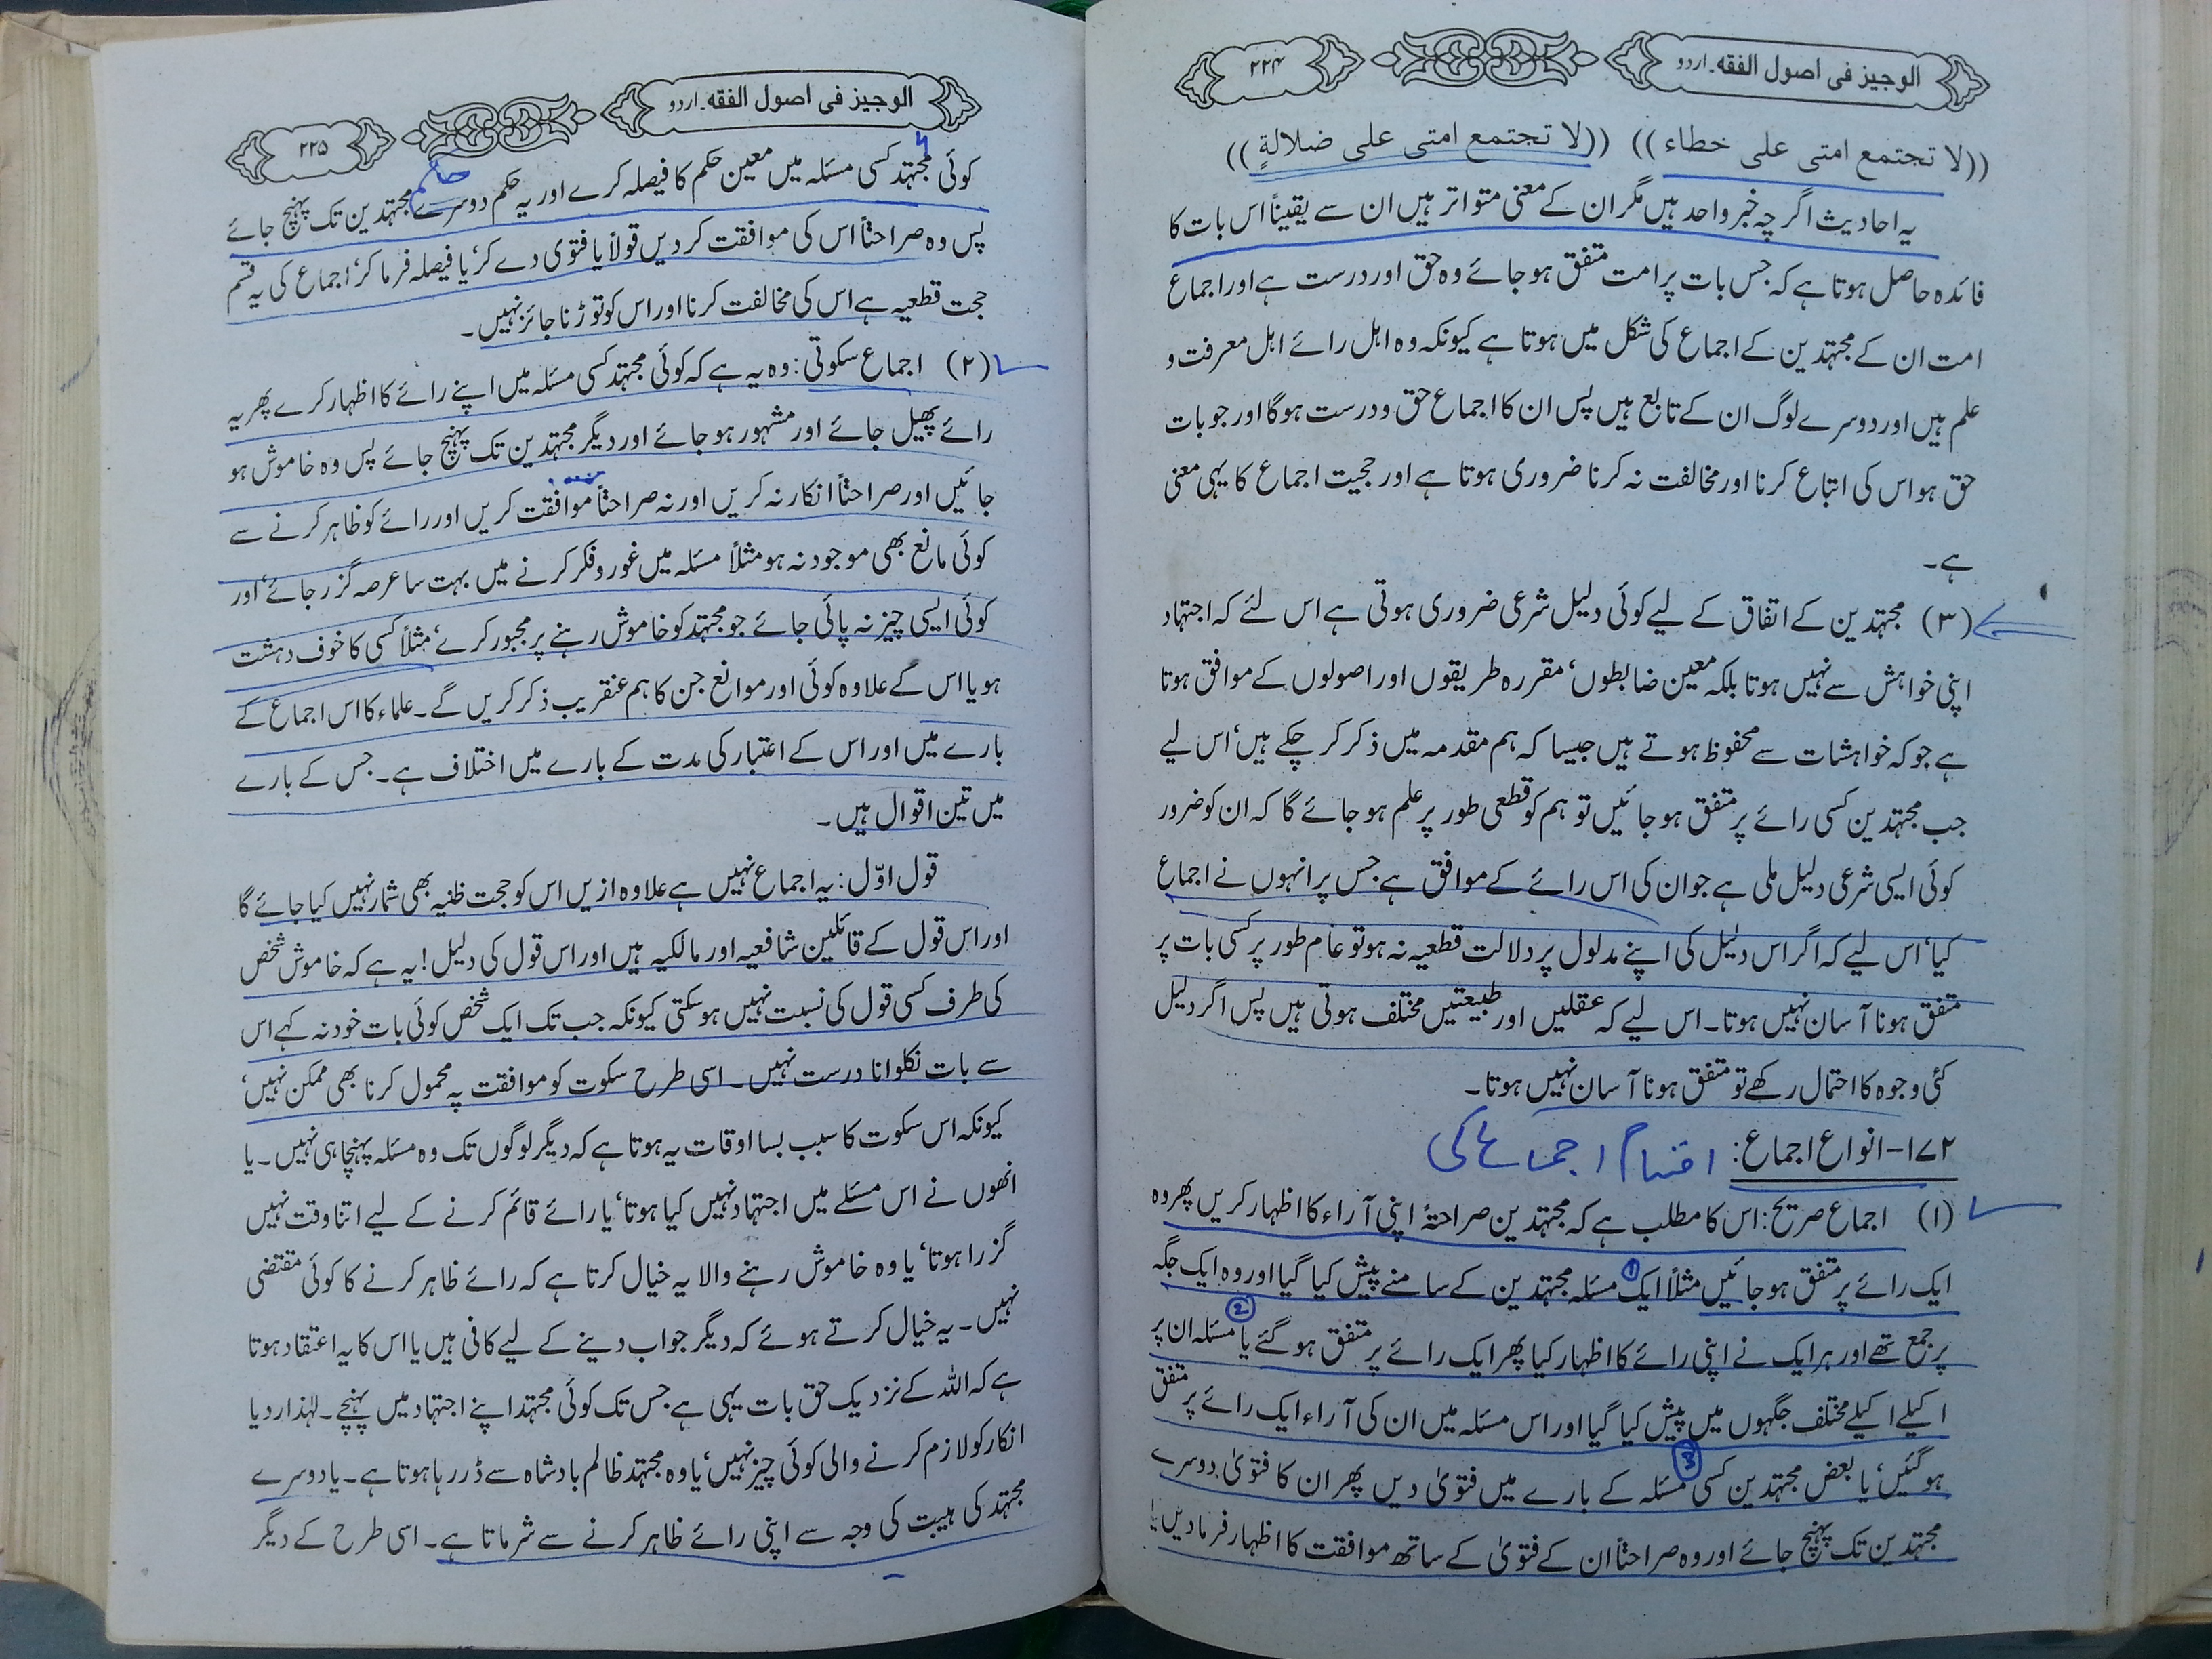 الوجیز فی اصول الفقه۔اردو ۲۲۴
((لا تجتمع امتی علی خطاء)) ((لا تجتمع امتی علی ضلالةٍ))
یہ احادیث اگر چہ خبر واحد ہیں مگر ان کے معنی متواتر ہیں ان سے یقیناً اس بات کا
فائدہ حاصل ہوتا ہے کہ جس بات پر امت متفق ہو جائے وہ حق اور درست ہے اور اجماع
امت ان کے مجتہدین کے اجماع کی شکل میں ہوتا ہے کیونکہ وہ اہل رائے اہل معرفت و
علم ہیں اور دوسرے لوگ ان کے تابع ہیں پس ان کا اجماع حق و درست ہوگا اور جو بات
حق ہو اس کی اتباع کرنا اور مخالفت نہ کرنا ضروری ہوتا ہے اور حجیت اجماع کا یہی معنی
ہے۔
(۳) مجتہدین کے اتفاق کے لیے کوئی دلیل شرعی ضروری ہوتی ہے اس لئے کہ اجتہاد
اپنی خواہش سے نہیں ہوتا بلکہ معین ضابطوں' مقررہ طریقوں اور اصولوں کے موافق ہوتا
ہے جو کہ خواہشات سے محفوظ ہوتے ہیں جیسا کہ ہم مقدمہ میں ذکر کر چکے ہیں' اس لیے
جب مجتہدین کسی رائے پر متفق ہو جائیں تو ہم کو قطعی طور پر علم ہو جائے گا کہ ان کو ضرور
کوئی ایسی شرعی دلیل ملی ہے جو ان کی اس رائے کے موافق ہے جس پر انہوں نے اجماع
کیا' اس لیے کہ اگر اس دلیل کی اپنے مدلول پر دلالت قطعیہ نہ ہو تو عام طور پر کسی بات پر
متفق ہونا آسان نہیں ہوتا۔ اس لیے کہ عقلیں اور طبیعتیں مختلف ہوتی ہیں پس اگر دلیل
کئی وجوہ کا احتمال رکھے تو متفق ہونا آسان نہیں ہوتا۔
۱۷۲-انواع اجماع: اقسام اجماع کی
(۱) اجماع صریح: اس کا مطلب ہے کہ مجتہدین صراحۃً اپنی آراء کا اظہار کریں پھر وہ
ایک رائے پر متفق ہو جائیں مثلاً ایک 1 مسئلہ مجتہدین کے سامنے پیش کیا گیا اور وہ ایک جگہ
پر جمع تھے اور ہر ایک نے اپنی رائے کا اظہار کیا پھر ایک رائے پر متفق ہو گئے 2 یا مسئلہ ان پر
اکیلے اکیلے مختلف جگہوں میں پیش کیا گیا اور اس مسئلہ میں ان کی آراء ایک رائے پر متفق
ہوگئیں' یا بعض مجتہدین کسی 3 مسئلہ کے بارے میں فتویٰ دیں پھر ان کا فتویٰ دوسرے
مجتہدین تک پہنچ جائے اور وہ صراحتاً ان کے فتویٰ کے ساتھ موافقت کا اظہار فرمادیں یا
الوجیز فی اصول الفقه۔اردو ۲۲۵
کوئی مجتہد کسی مسئلہ میں معین حکم کا فیصلہ کرے اور یہ حکم دوسرے مجتہدین تک پہنچ جائے
پس وہ صراحتاً اس کی موافقت کر دیں قولاً یا فتوی دے کر' یا فیصلہ فرما کر' اجماع کی یہ قسم
حجت قطعیہ ہے اس کی مخالفت کرنا اور اس کو توڑنا جائز نہیں۔
(۲) اجماع سکوتی: وہ یہ ہے کہ کوئی مجتہد کسی مسئلہ میں اپنے رائے کا اظہار کرے پھر یہ
رائے پھیل جائے اور مشہور ہو جائے اور دیگر مجتہدین تک پہنچ جائے پس وہ خاموش ہو
جائیں اور صراحتاً انکار نہ کریں اور نہ صراحتاً موافقت کریں اور رائے کو ظاہر کرنے سے
کوئی مانع بھی موجود نہ ہو مثلاً مسئلہ میں غور و فکر کرنے میں بہت سا عرصہ گزر جائے' اور
کوئی ایسی چیز نہ پائی جائے جو مجتہد کو خاموش رہنے پر مجبور کرے' مثلاً کسی کا خوف دہشت
ہو یا اس کے علاوہ کوئی اور موانع جن کا ہم عنقریب ذکر کریں گے۔ علماء کا اس اجماع کے
بارے میں اور اس کے اعتبار کی مدت کے بارے میں اختلاف ہے۔ جس کے بارے
میں تین اقوال ہیں۔
قول اوّل: یہ اجماع نہیں ہے علاوہ ازیں اس کو حجت ظنیہ بھی شمار نہیں کیا جائے گا
اور اس قول کے قائلین شافعیہ اور مالکیہ ہیں اور اس قول کی دلیل! یہ ہے کہ خاموش شخص
کی طرف کسی قول کی نسبت نہیں ہو سکتی کیونکہ جب تک ایک شخص کوئی بات خود نہ کہے اس
سے بات نکلوانا درست نہیں۔ اسی طرح سکوت کو موافقت پہ محمول کرنا بھی ممکن نہیں'
کیونکہ اس سکوت کا سبب بسا اوقات یہ ہوتا ہے کہ دیگر لوگوں تک وہ مسئلہ پہنچا ہی نہیں۔ یا
انھوں نے اس مسئلے میں اجتہاد نہیں کیا ہوتا' یا رائے قائم کرنے کے لیے اتنا وقت نہیں
گزرا ہوتا' یا وہ خاموش رہنے والا یہ خیال کرتا ہے کہ رائے ظاہر کرنے کا کوئی مقتضی
نہیں۔ یہ خیال کرتے ہوئے کہ دیگر جواب دینے کے لیے کافی ہیں یا اس کا یہ اعتقاد ہوتا
ہے کہ اللہ کے نزدیک حق بات یہی ہے جس تک کوئی مجتہد اپنے اجتہاد میں پہنچے۔ لہٰذا رد یا
انکار کو لازم کرنے والی کوئی چیز نہیں' یا وہ مجتہد ظالم بادشاہ سے ڈر رہا ہوتا ہے۔ یا دوسرے
مجتہد کی ہیبت کی وجہ سے اپنی رائے ظاہر کرنے سے شرماتا ہے۔ اسی طرح کے دیگر